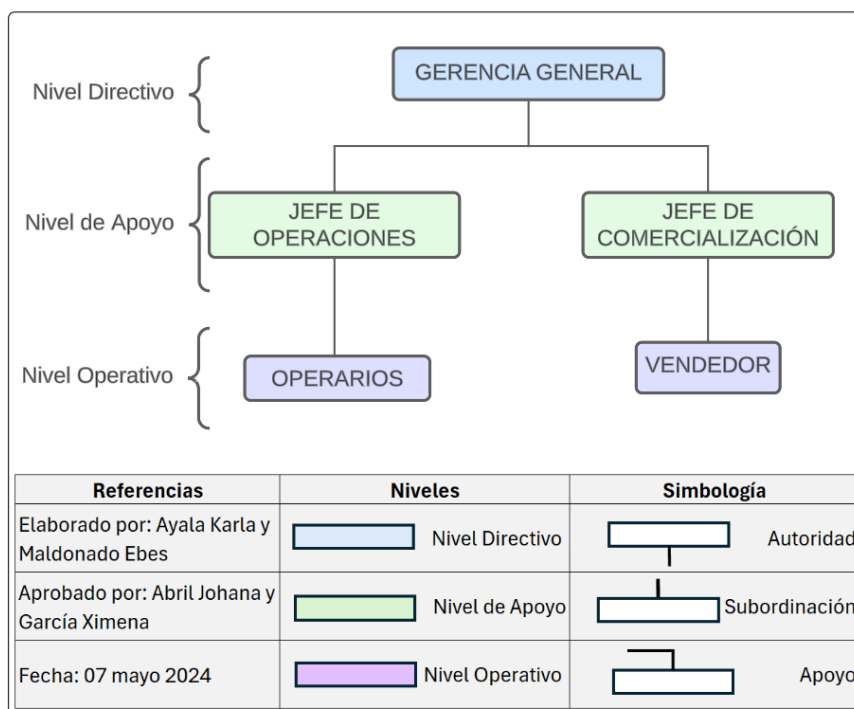 Nivel Directivo
GERENCIA GENERAL
Nivel de Apoyo
JEFE DE
OPERACIONES
JEFE DE
COMERCIALIZACIÓN
Nivel Operativo
OPERARIOS
VENDEDOR
Referencias
Niveles
Simbología
Elaborado por: Ayala Karla y
Maldonado Ebes
Nivel Directivo
Autoridad
Aprobado por: Abril Johana y
García Ximena
Nivel de Apoyo
Subordinación
Fecha: 07 mayo 2024
Nivel Operativo
Apoyo